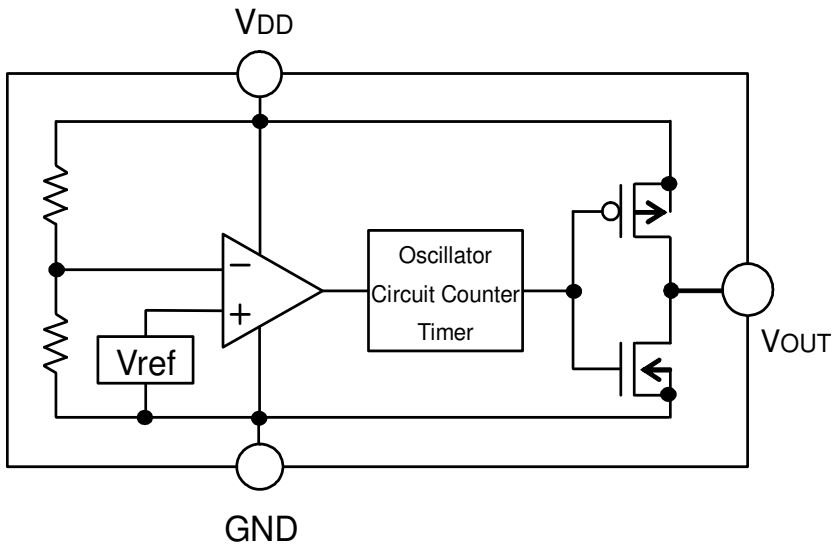 VDD
−
+
Vref
Oscillator
Circuit Counter
Timer
VOUT
GND